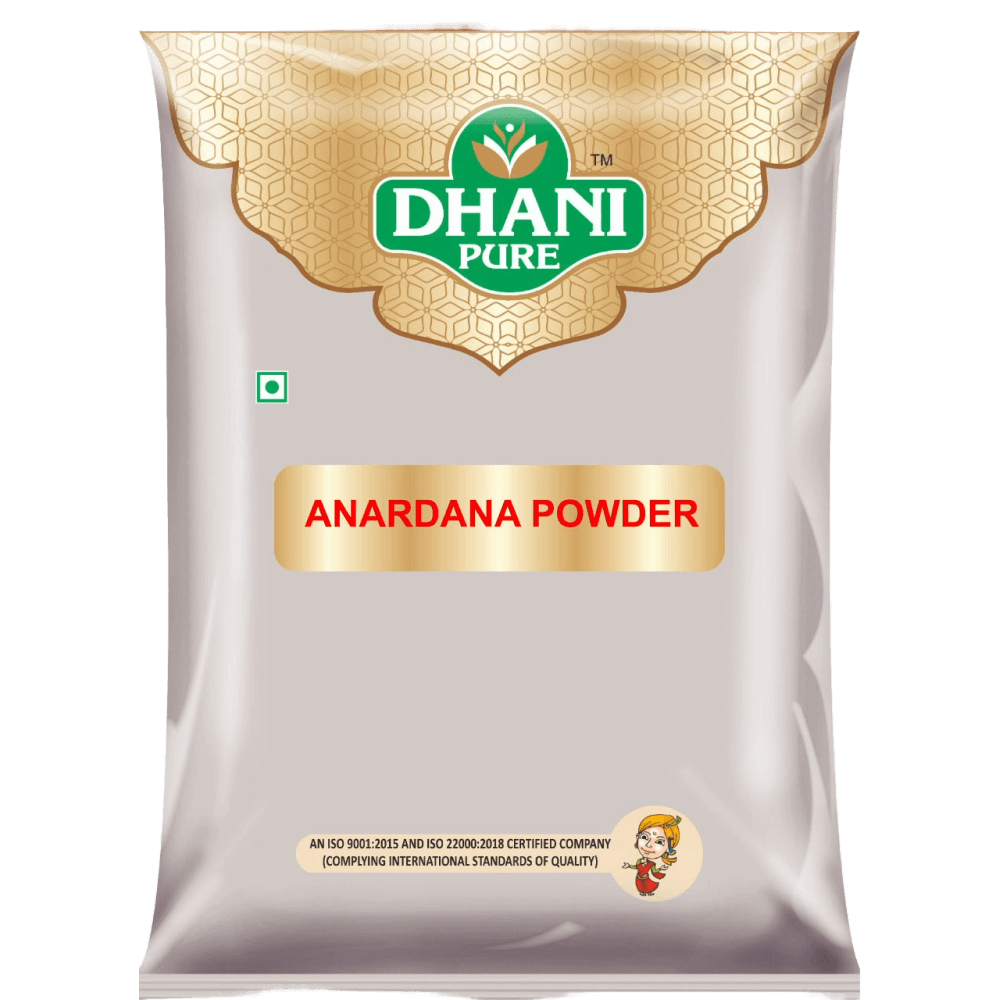 TM
DHANI
PURE
ANARDANA POWDER
AN ISO 9001:2015 AND ISO 22000:2018 CERTIFIED COMPANY
(COMPLYING INTERNATIONAL STANDARDS OF QUALITY)